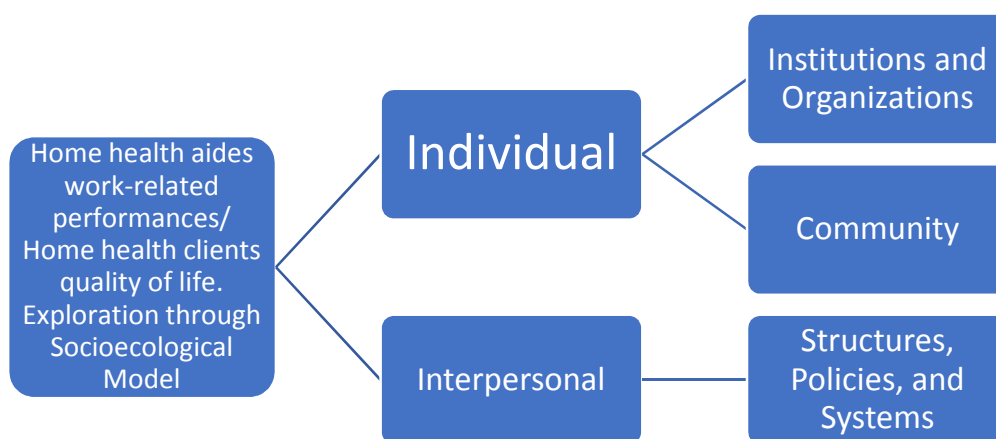 Home health aides
work-related
performances/
Home health clients
quality of life.
Exploration through
Socioecological
Model
Individual
Interpersonal
Institutions and
Organizations
Community
Structures,
Policies, and
Systems